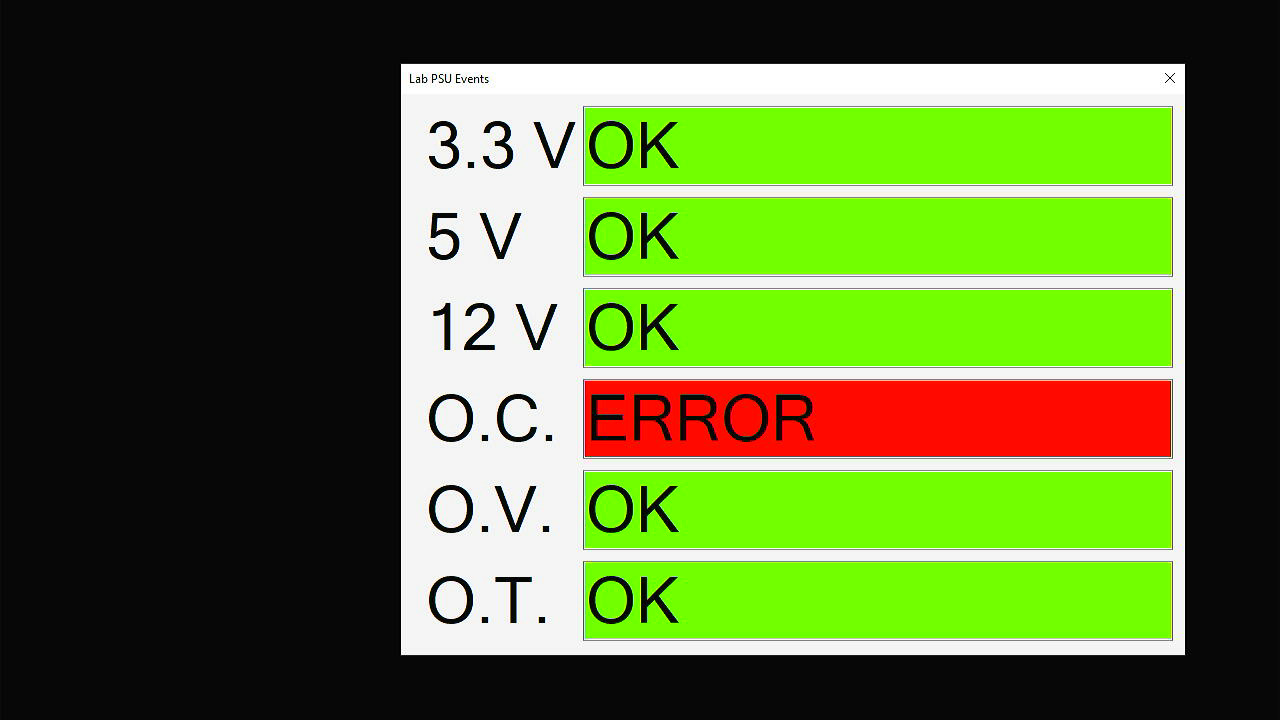 Lab PSU Events
3.3 V OK
5 V OK
12 V OK
O.C. ERROR
O.V. OK
O.T. OK